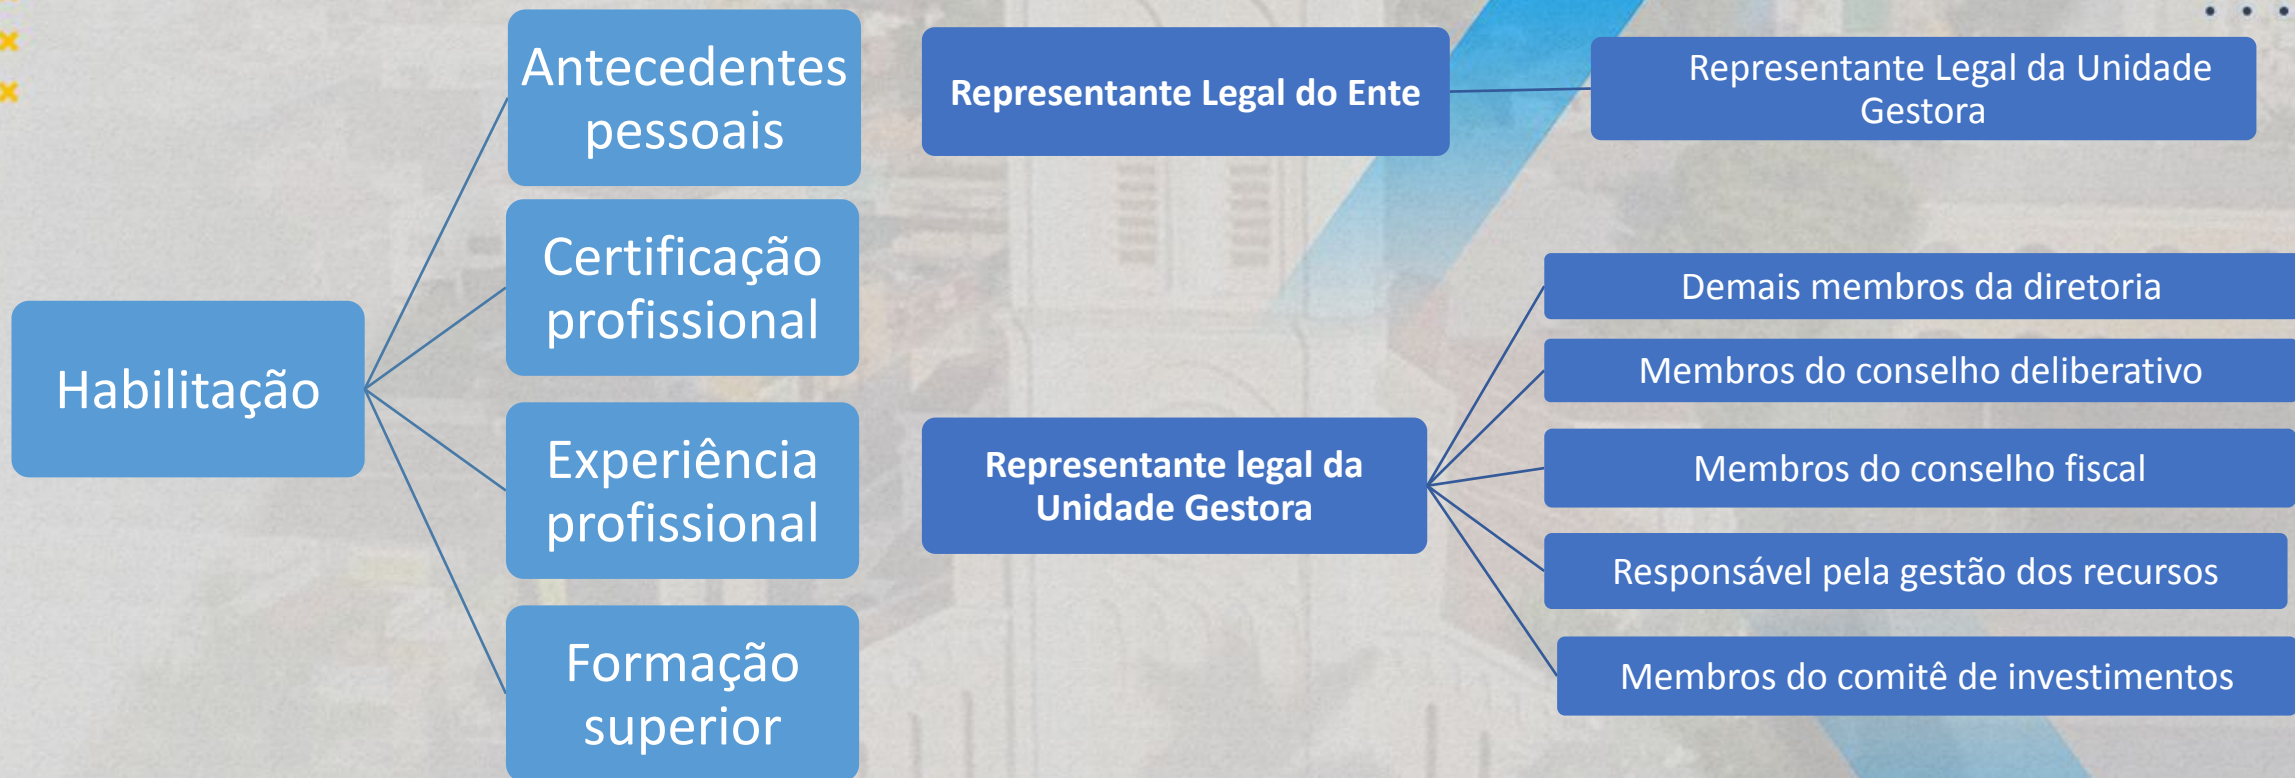 Habilitação
Antecedentes
pessoais
Certificação
profissional
Experiência
profissional
Formação
superior
Representante Legal do Ente
Representante Legal da Unidade
Gestora
Representante legal da
Unidade Gestora
Demais membros da diretoria
Membros do conselho deliberativo
Membros do conselho fiscal
Responsável pela gestão dos recursos
Membros do comitê de investimentos